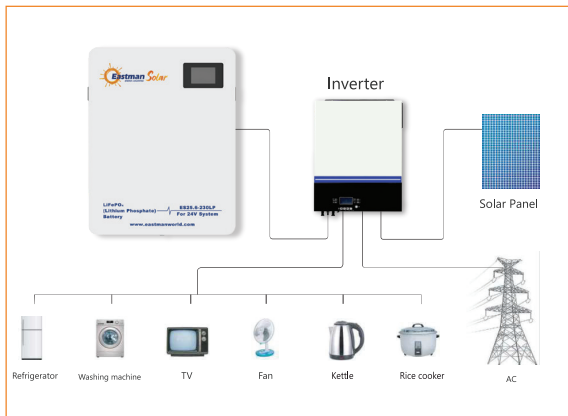 Eastman Solar
Inverter
LiFePO₄
(Lithium Phosphate)
Battery
ES25.6-230LP
For 24V System
www.eastmanworld.com
Solar Panel
Refrigerator
Washing machine
TV
Fan
Kettle
Rice cooker
AC